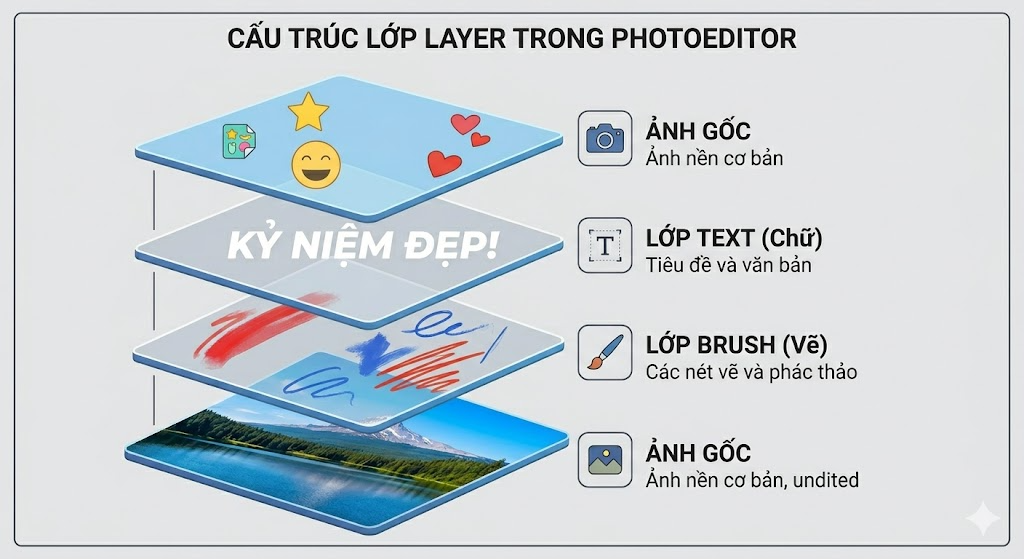 CẤU TRÚC LỚP LAYER TRONG PHOTOEDITOR
ẢNH GỐC
Ảnh nền cơ bản
KỶ NIỆM ĐẸP!
T
LỚP TEXT (Chữ)
Tiêu đề và văn bản
LỚP BRUSH (Vẽ)
Các nét vẽ và phác thảo
ẢNH GỐC
Ảnh nền cơ bản, undited